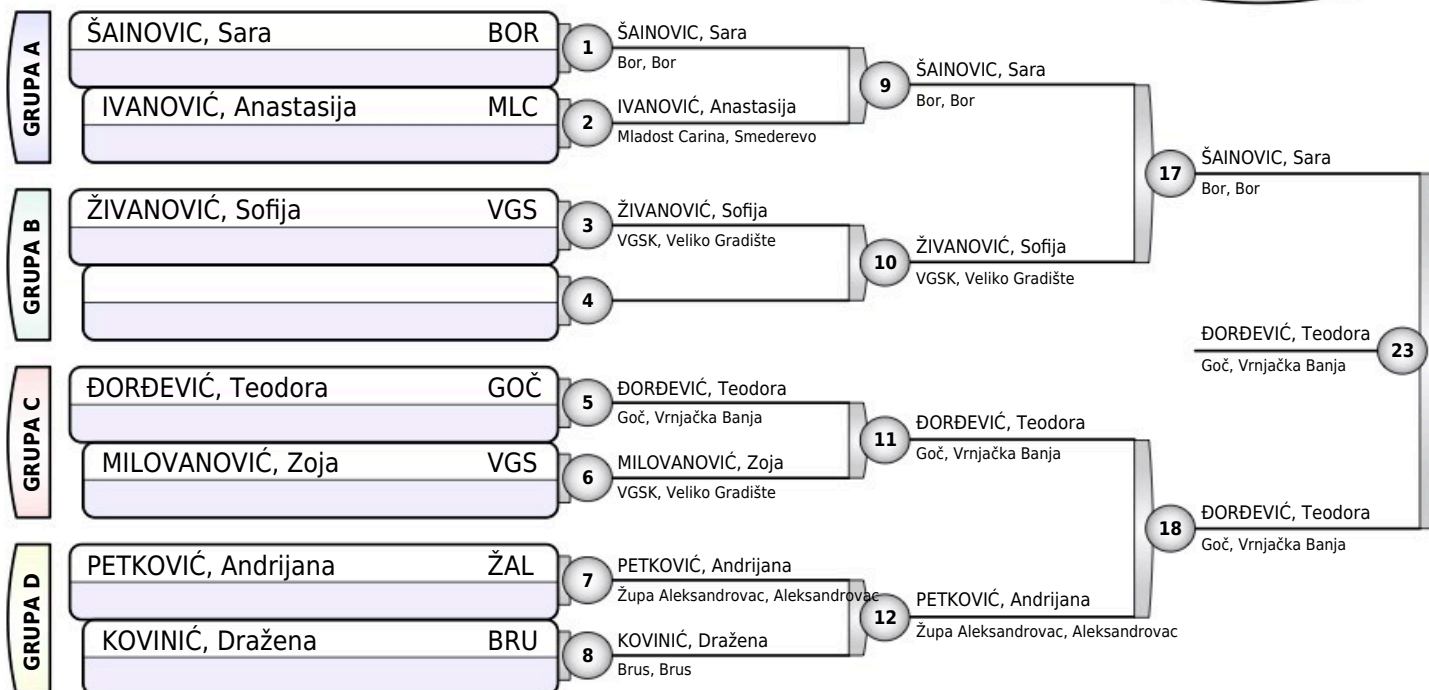 GRUPA A
ŠAINOVIC, Sara BOR
IVANOVIĆ, Anastasija MLC
GRUPA B
ŽIVANOVIĆ, Sofija VGS
GRUPA C
ĐORĐEVIĆ, Teodora GOČ
MILOVANOVIĆ, Zoja VGS
GRUPA D
PETKOVIĆ, Andrijana ŽAL
KOVINIĆ, Dražena BRU
1
ŠAINOVIC, Sara
Bor, Bor
2
IVANOVIĆ, Anastasija
Mladost Carina, Smederevo
3
ŽIVANOVIĆ, Sofija
VGSK, Veliko Gradište
4
5
ĐORĐEVIĆ, Teodora
Goč, Vrnjačka Banja
6
MILOVANOVIĆ, Zoja
VGSK, Veliko Gradište
7
PETKOVIĆ, Andrijana
Župa Aleksandrovac, Aleksandrovac
8
KOVINIĆ, Dražena
Brus, Brus
9
ŠAINOVIC, Sara
Bor, Bor
10
ŽIVANOVIĆ, Sofija
VGSK, Veliko Gradište
11
ĐORĐEVIĆ, Teodora
Goč, Vrnjačka Banja
12
PETKOVIĆ, Andrijana
Župa Aleksandrovac, Aleksandrovac
17
ŠAINOVIC, Sara
Bor, Bor
18
ĐORĐEVIĆ, Teodora
Goč, Vrnjačka Banja
ĐORĐEVIĆ, Teodora
Goč, Vrnjačka Banja
23